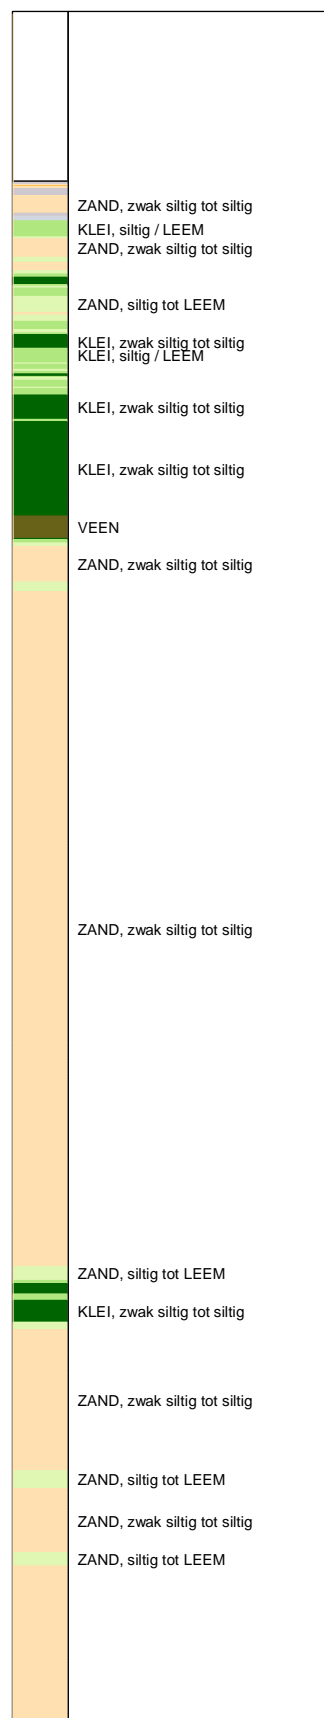 ZAND, zwak siltig tot siltig
KLEI, siltig / LEEM
ZAND, zwak siltig tot siltig
ZAND, siltig tot LEEM
KLEI, zwak siltig tot siltig
KLEI, siltig / LEEM
KLEI, zwak siltig tot siltig
KLEI, zwak siltig tot siltig
VEEN
ZAND, zwak siltig tot siltig
ZAND, zwak siltig tot siltig
ZAND, siltig tot LEEM
KLEI, zwak siltig tot siltig
ZAND, zwak siltig tot siltig
ZAND, siltig tot LEEM
ZAND, zwak siltig tot siltig
ZAND, siltig tot LEEM